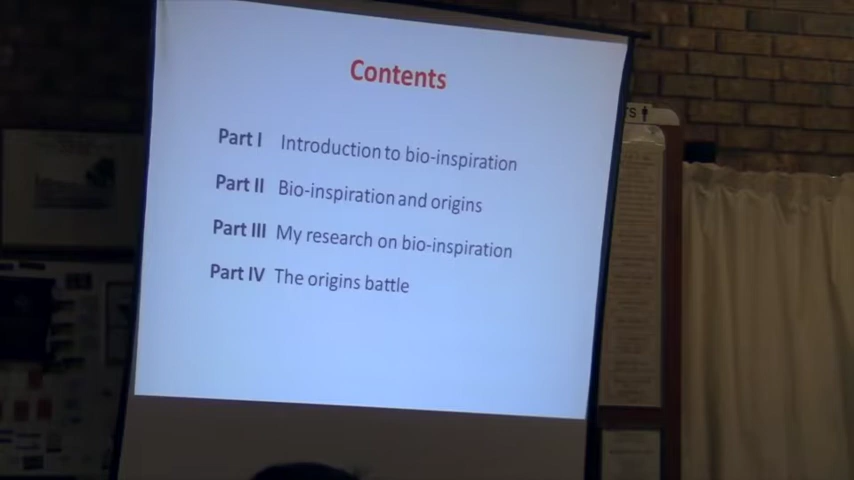 Contents
Part I Introduction to bio-inspiration
Part II Bio-inspiration and origins
Part III My research on bio-inspiration
Part IV The origins battle